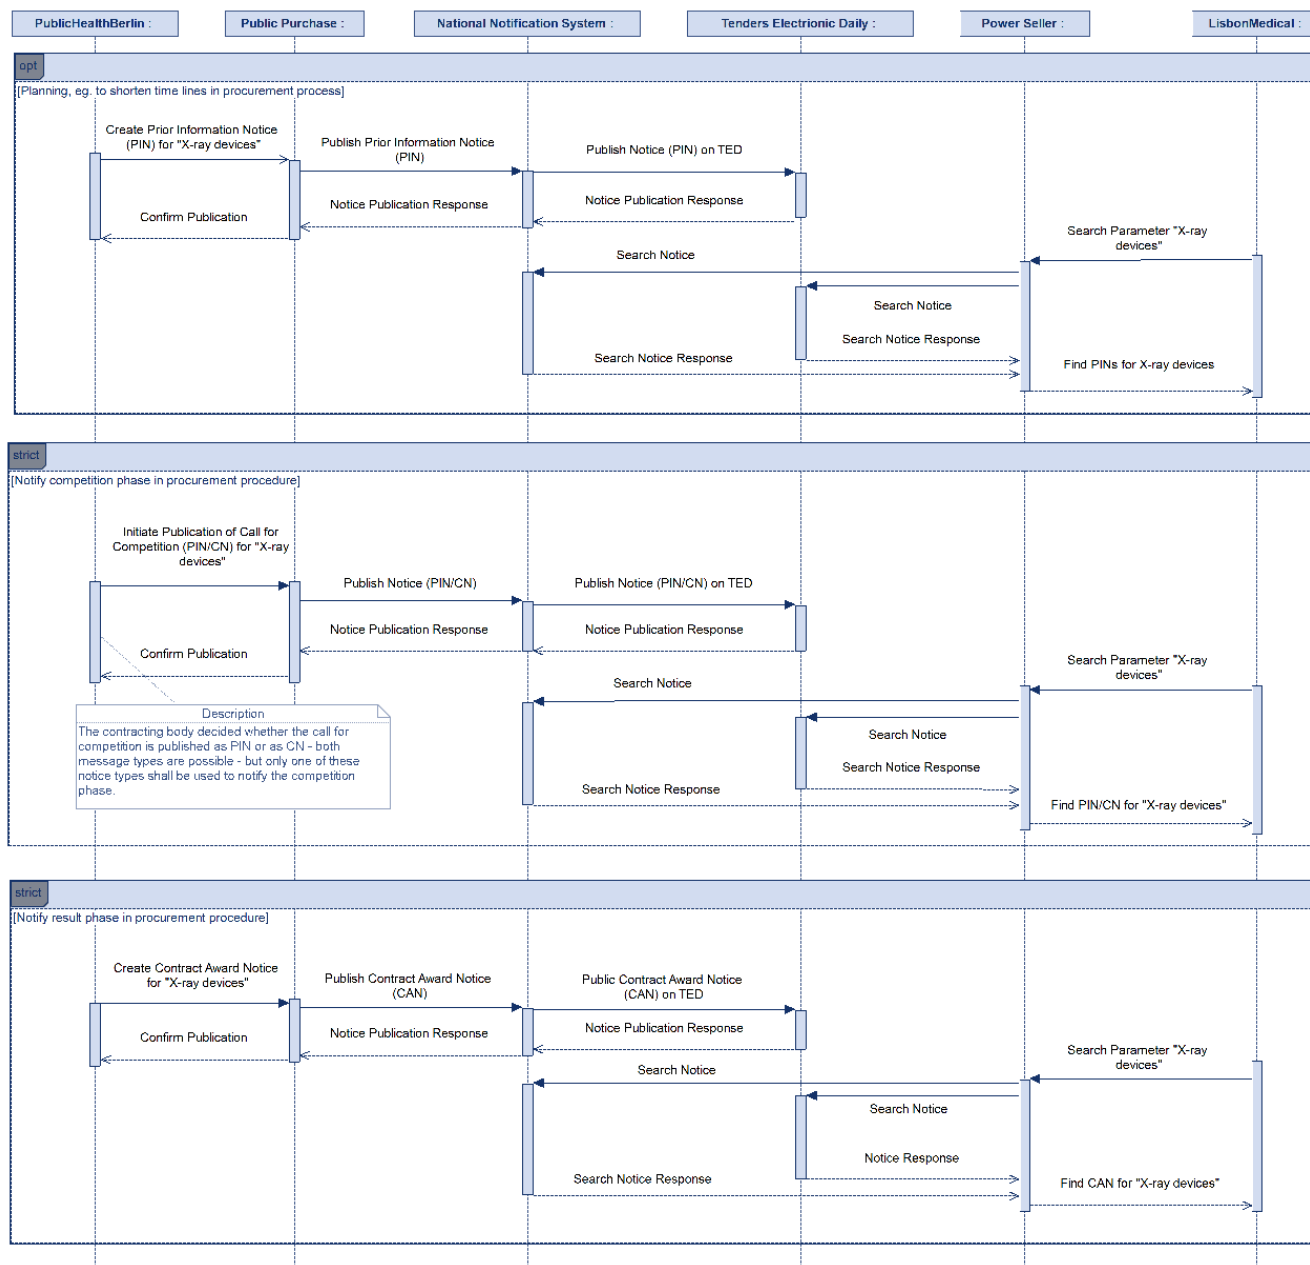 PublicHealthBerlin :
Public Purchase :
National Notification System :
Tenders Electrionic Daily :
Power Seller :
LisbonMedical :
opt
[Planning, eg. to shorten time lines in procurement process]
Create Prior Information Notice
(PIN) for "X-ray devices"
Publish Prior Information Notice
(PIN)
Publish Notice (PIN) on TED
Notice Publication Response
Notice Publication Response
Confirm Publication
Search Parameter "X-ray
devices"
Search Notice
Search Notice
Search Notice Response
Search Notice Response
Find PINs for X-ray devices
strict
[Notify competition phase in procurement procedure]
Initiate Publication of Call for
Competition (PIN/CN) for "X-ray
devices"
Publish Notice (PIN/CN)
Publish Notice (PIN/CN) on TED
Notice Publication Response
Notice Publication Response
Confirm Publication
Search Parameter "X-ray
devices"
Search Notice
Description
The contracting body decided whether the call for
competition is published as PIN or as CN - both
message types are possible - but only one of these
notice types shall be used to notify the competition
phase.
Search Notice
Search Notice Response
Search Notice Response
Find PIN/CN for "X-ray devices"
strict
[Notify result phase in procurement procedure]
Create Contract Award Notice
for "X-ray devices"
Publish Contract Award Notice
(CAN)
Public Contract Award Notice
(CAN) on TED
Confirm Publication
Notice Publication Response
Notice Publication Response
Search Parameter "X-ray
devices"
Search Notice
Search Notice
Notice Response
Search Notice Response
Find CAN for "X-ray devices"